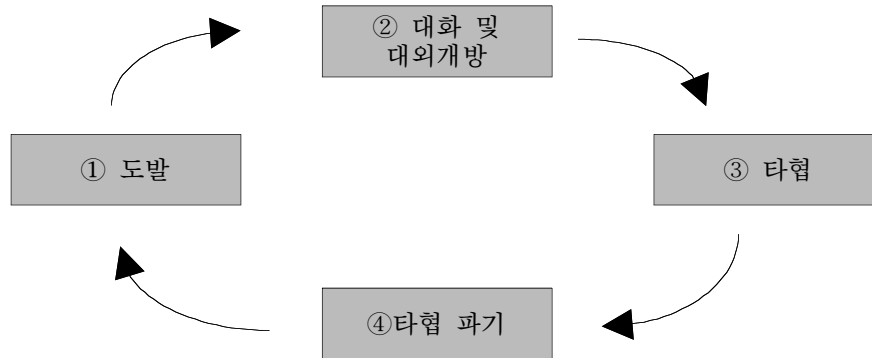 ② 대화 및
대외개방
① 도발
③ 타협
④타협 파기